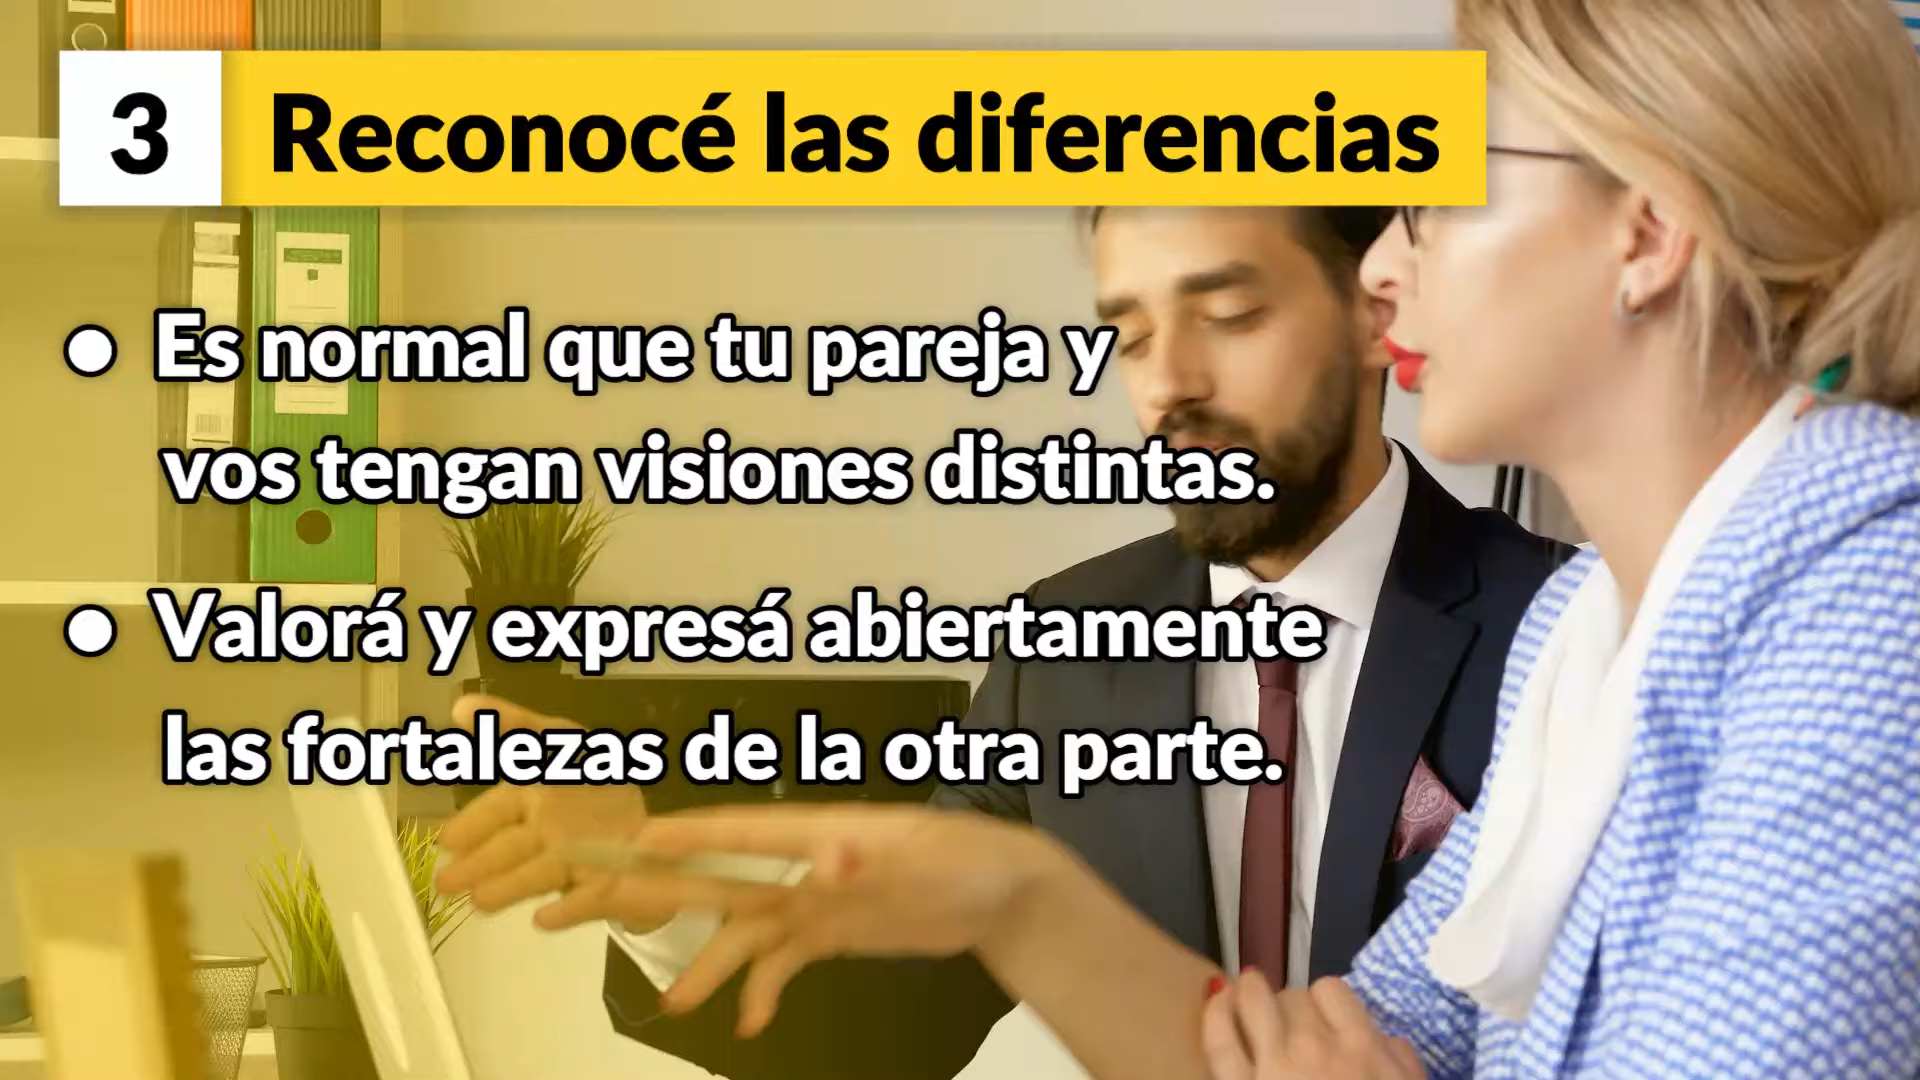 3 Reconocé las diferencias
● Es normal que tu pareja y
vos tengan visiones distintas.
● Valorá y expresá abiertamente
las fortalezas de la otra parte.